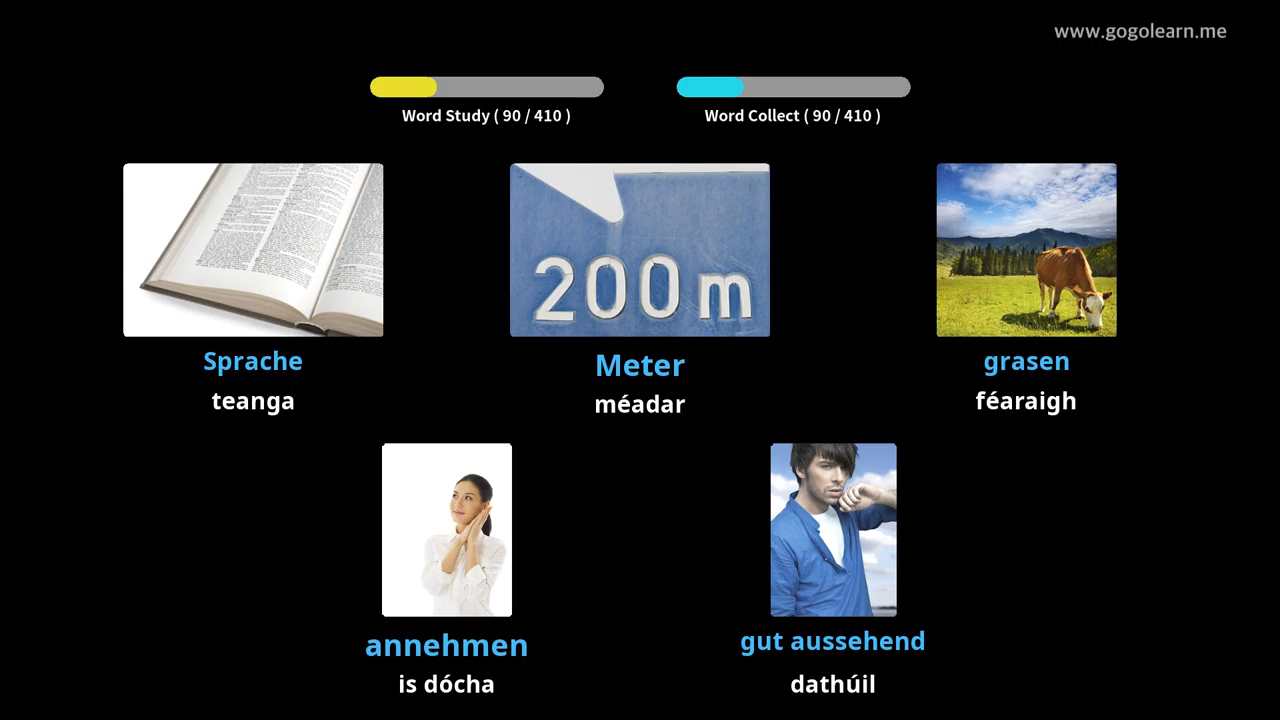 www.gogolearn.me
Word Study ( 90 / 410 )
Word Collect ( 90 / 410 )
200 m
Sprache
teanga
Meter
méadar
grasen
féaraigh
annehmen
is dócha
gut aussehend
dathúil